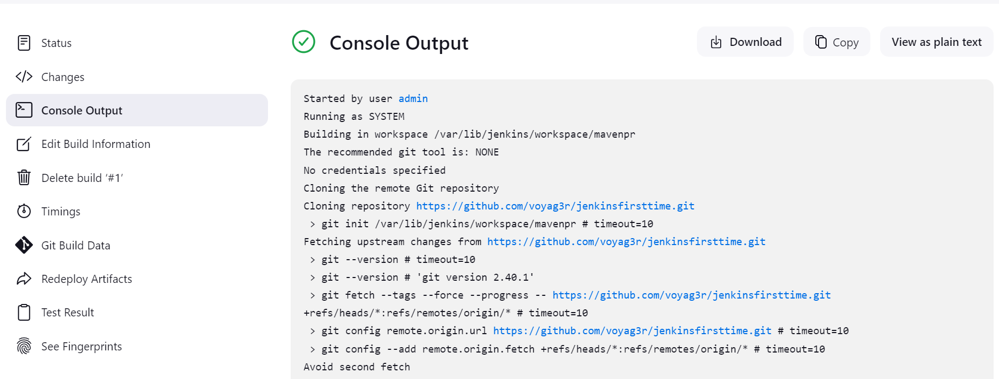 Status
Changes
Console Output
Edit Build Information
Delete build ‘#1’
Timings
Git Build Data
Redeploy Artifacts
Test Result
See Fingerprints
Console Output
Download
Copy
View as plain text
Started by user admin
Running as SYSTEM
Building in workspace /var/lib/jenkins/workspace/mavenpr
The recommended git tool is: NONE
No credentials specified
Cloning the remote Git repository
Cloning repository https://github.com/voyag3r/jenkinsfirsttime.git
> git init /var/lib/jenkins/workspace/mavenpr # timeout=10
Fetching upstream changes from https://github.com/voyag3r/jenkinsfirsttime.git
> git --version # timeout=10
> git --version # 'git version 2.40.1'
> git fetch --tags --force --progress -- https://github.com/voyag3r/jenkinsfirsttime.git
+refs/heads/*:refs/remotes/origin/* # timeout=10
> git config remote.origin.url https://github.com/voyag3r/jenkinsfirsttime.git # timeout=10
> git config --add remote.origin.fetch +refs/heads/*:refs/remotes/origin/* # timeout=10
Avoid second fetch